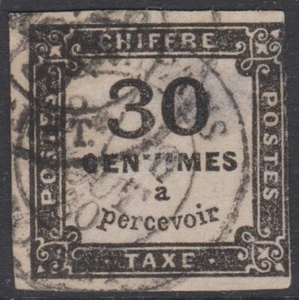 CHIFFRE
POSTES
30
CENTIMES
à
percevoir
POSTES
TAXE